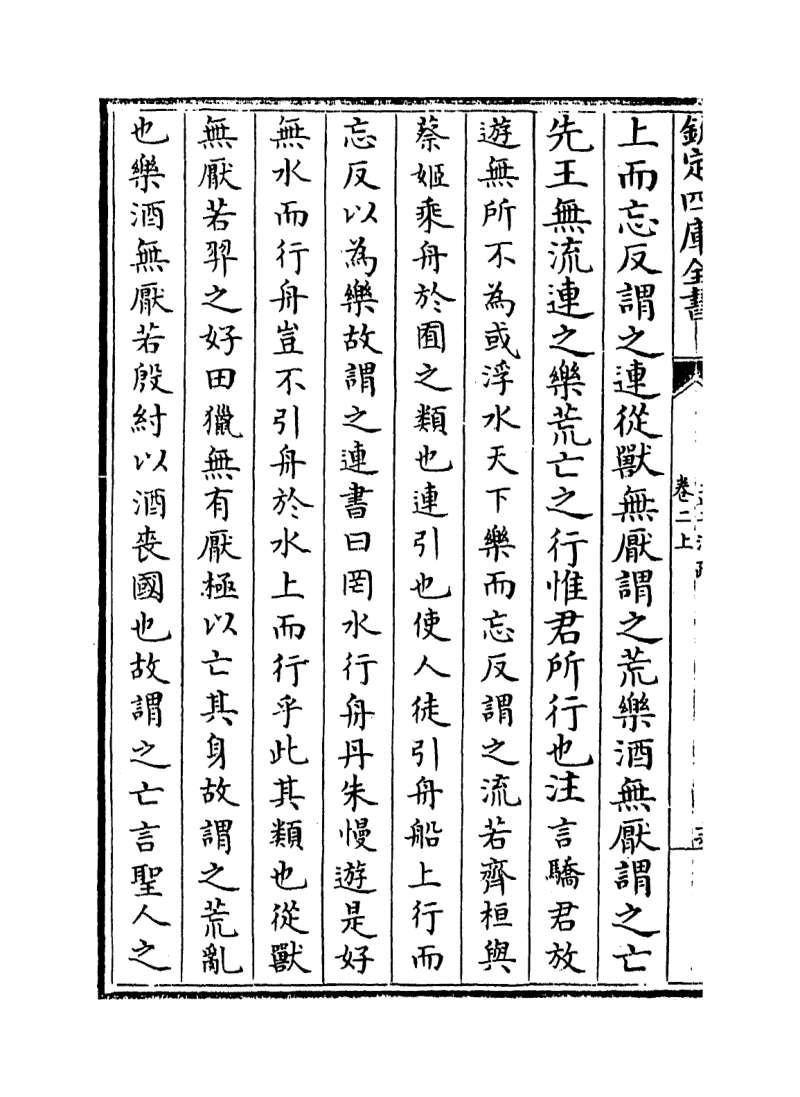 欽定四庫全書
卷二上
上而忘反謂之連從獸無厭謂之荒樂酒無厭謂之亡
先王無流連之樂荒亡之行惟君所行也注言驕君放
遊無所不為或浮水天下樂而忘反謂之流若齊桓與
蔡姬乘舟於囿之類也連引也使人徒引舟船上行而
忘反以為樂故謂之連書曰罔水行舟丹朱慢遊是好
無水而行舟豈不引舟於水上而行乎此其類也從獸
無厭若羿之好田獵無有厭極以亡其身故謂之荒亂
也樂酒無厭若殷紂以酒喪國也故謂之亡言聖人之